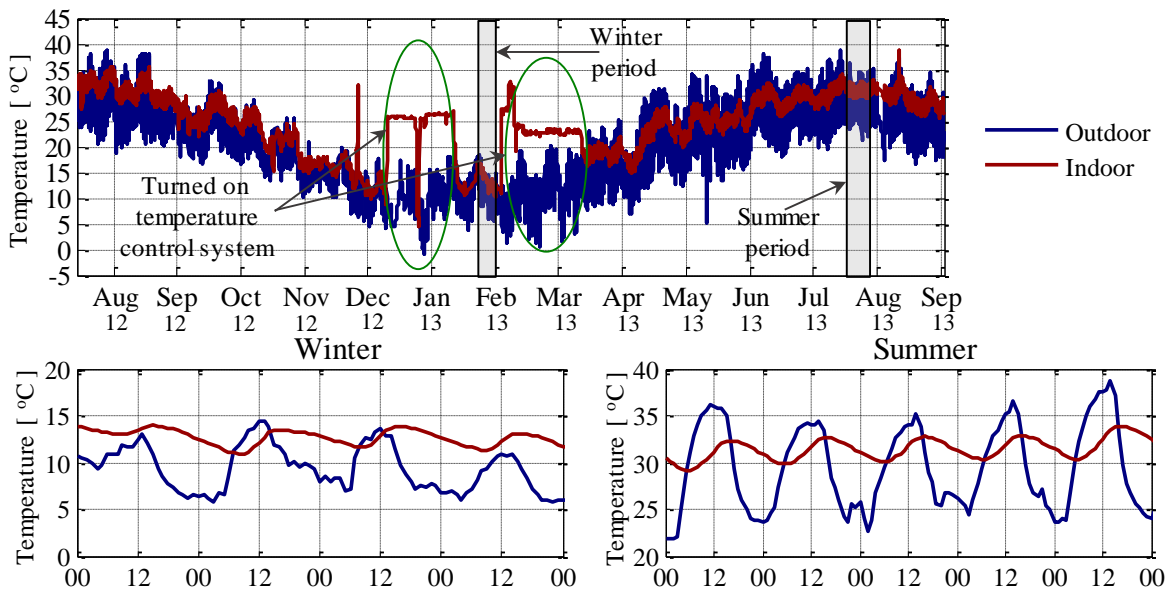 Temperature [ °C]
45
40
35
30
25
20
15
10
5
0
-5
Winter
period
Turned on
temperature
control system
Summer
period
Outdoor
Indoor
Aug Sep Oct Nov Dec Jan Feb Mar Apr May Jun Jul Aug Sep
12 12 12 12 12 13 13 13 13 13 13 13 13 13
Winter
Temperature [ °C]
20
15
10
5
0
00 12 00 12 00 12 00 12 00
Summer
Temperature [ °C]
40
35
30
25
20
00 12 00 12 00 12 00 12 00 12 00